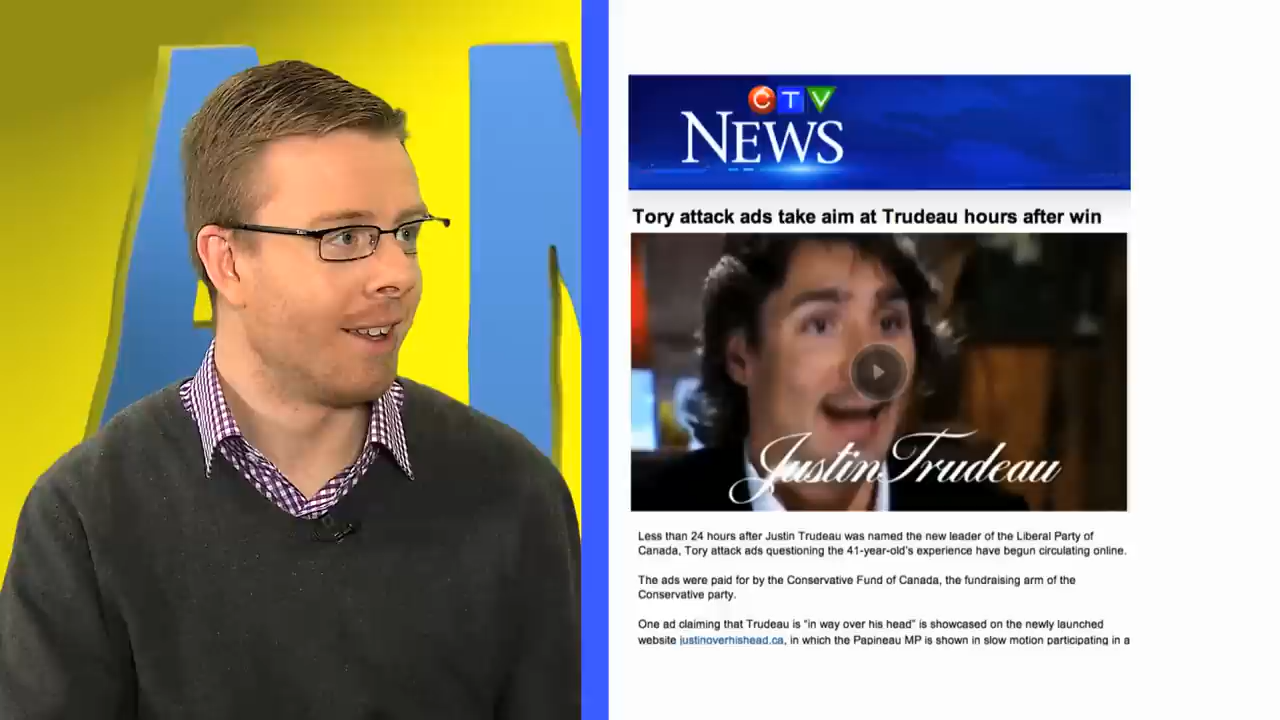 AN
CTV
NEWS
Tory attack ads take aim at Trudeau hours after win
Justin Trudeau
Less than 24 hours after Justin Trudeau was named the new leader of the Liberal Party of
Canada, Tory attack ads questioning the 41-year-old's experience have begun circulating online.
The ads were paid for by the Conservative Fund of Canada, the fundraising arm of the
Conservative party.
One ad claiming that Trudeau is "in way over his head" is showcased on the newly launched
website justinoverhishead.ca, in which the Papineau MP is shown in slow motion participating in a